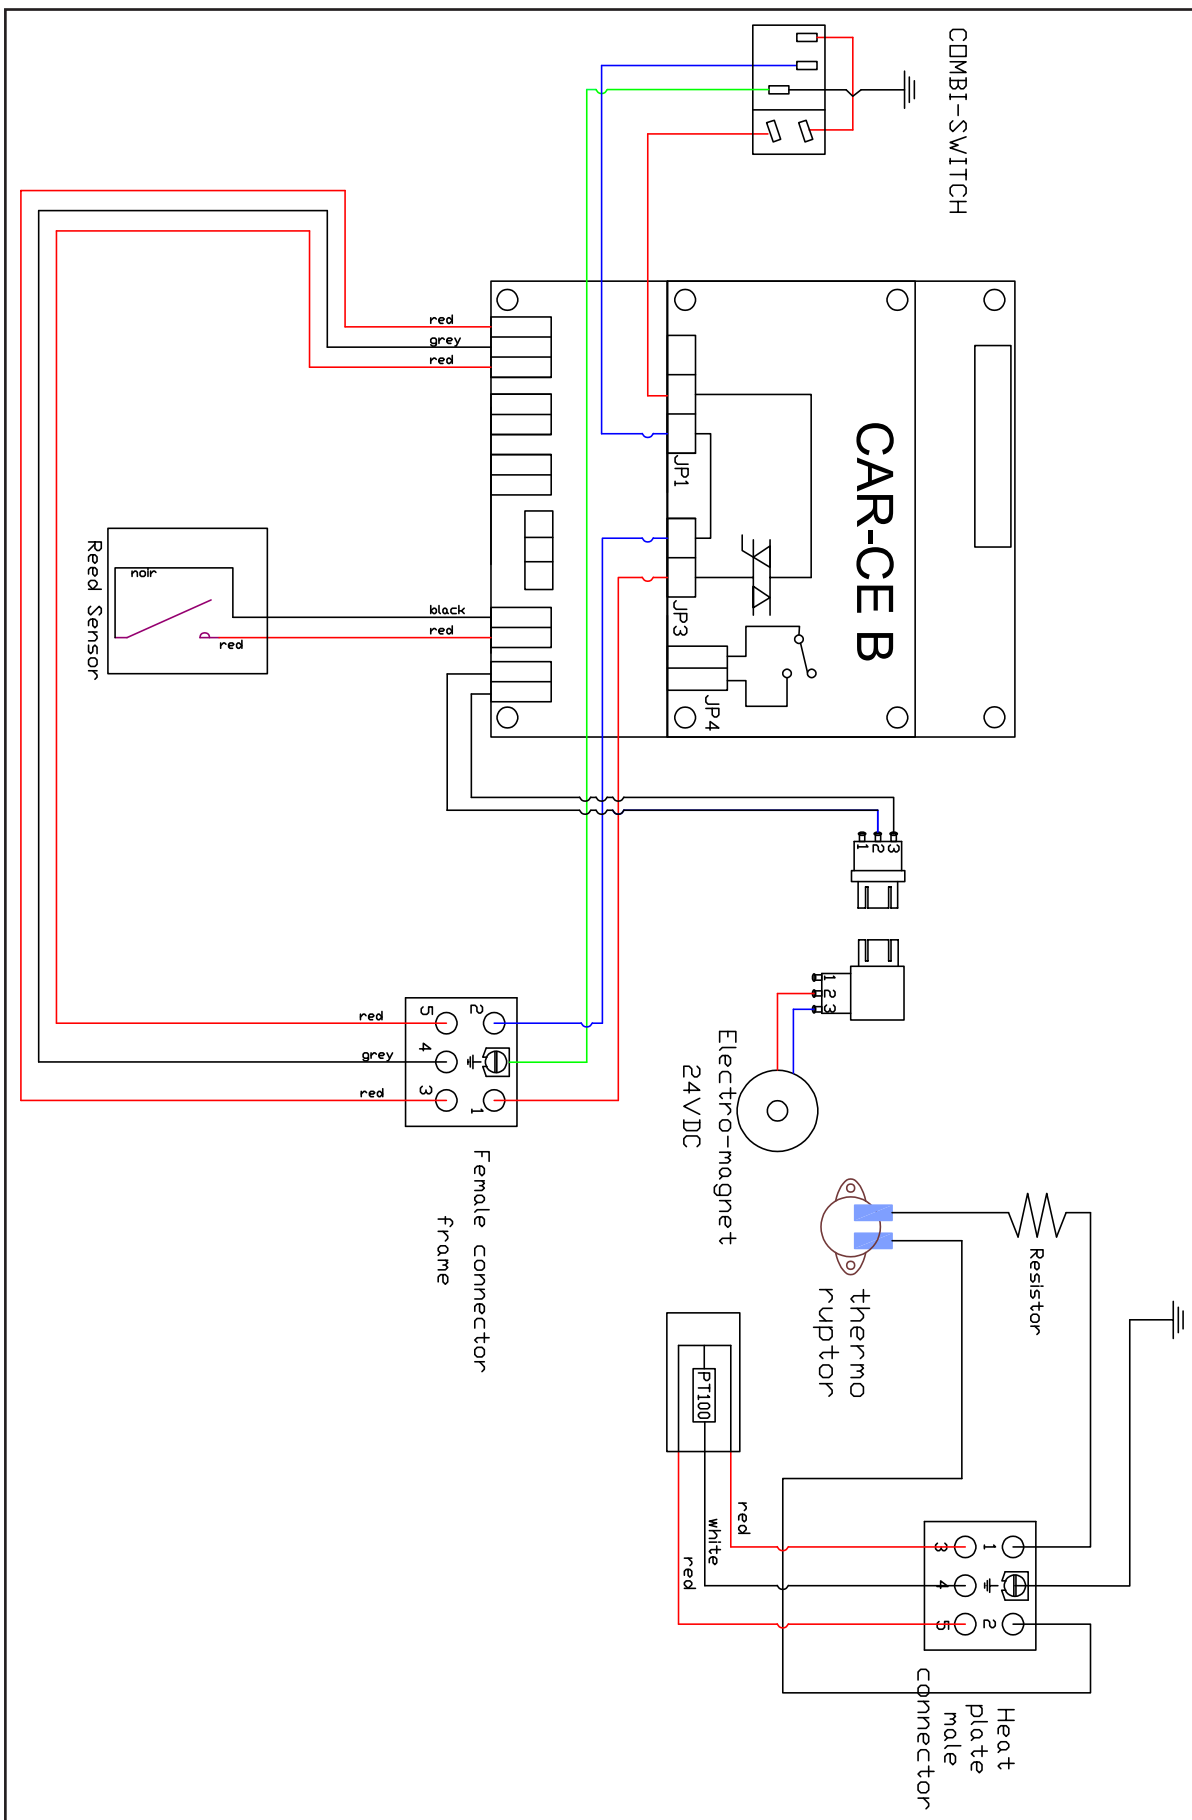 COMBI-SWITCH
CAR-CE B
JP1
JP3
JP4
red
grey
red
black
red
Reed Sensor
noir
red
1
2
3
1
2
3
Electro-magnet
24VDC
red
grey
red
5
4
3
2
1
Female connector
frame
thermo
ruptor
Resistor
PT100
red
white
red
3
4
5
1
2
Heat
plate
male
connector